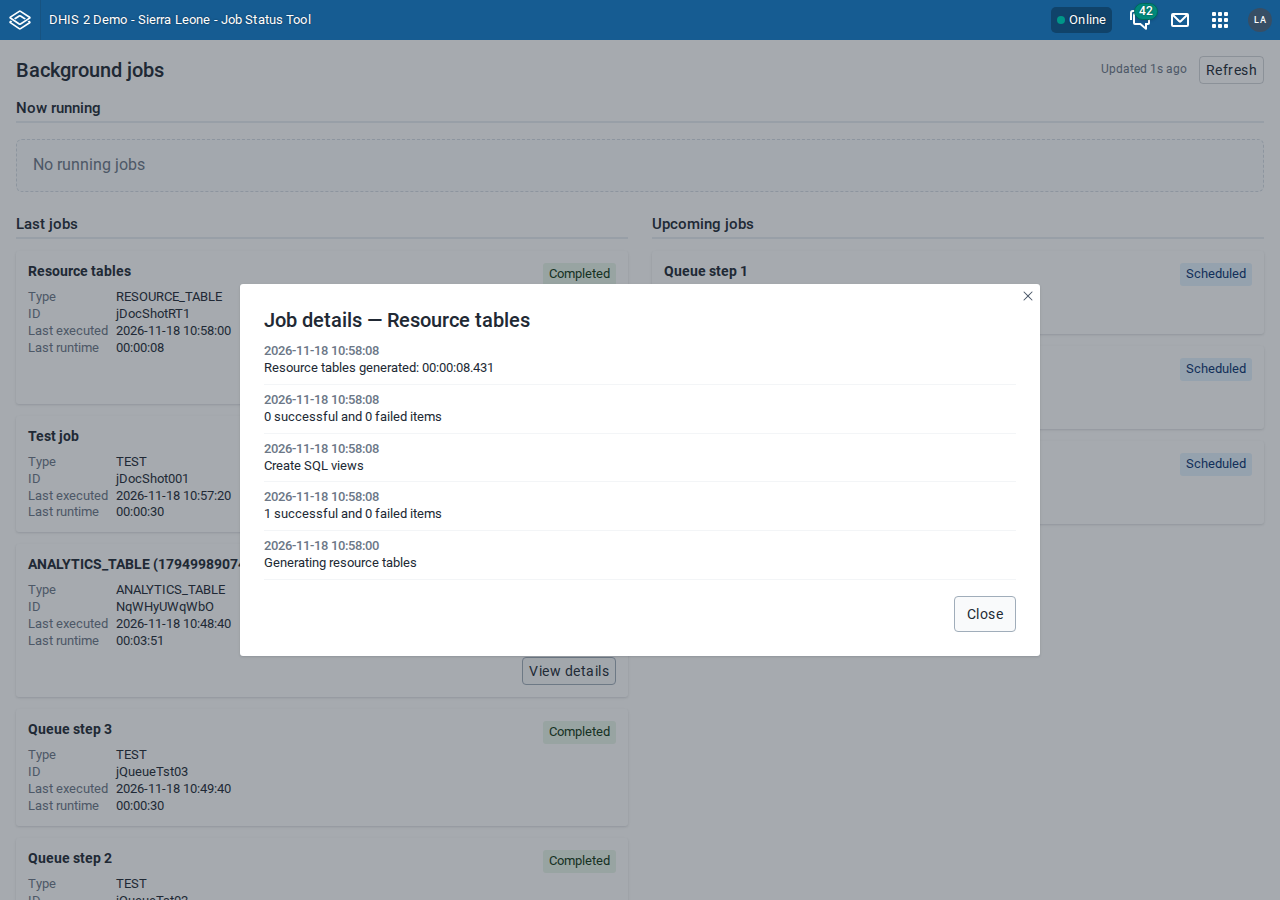 DHIS 2 Demo - Sierra Leone - Job Status Tool
Online
42
LA
Background jobs
Updated 1s ago
Refresh
Now running
No running jobs
Last jobs
Upcoming jobs
Resource tables
Completed
Type RESOURCE_TABLE
ID jDocShotRT1
Last executed 2026-11-18 10:58:00
Last runtime 00:00:08
Test job
Type TEST
ID jDocShot001
Last executed 2026-11-18 10:57:20
Last runtime 00:00:30
ANALYTICS_TABLE (1794998907
Type ANALYTICS_TABLE
ID NqWHyUWqWbO
Last executed 2026-11-18 10:48:40
Last runtime 00:03:51
View details
Queue step 3
Completed
Type TEST
ID jQueueTst03
Last executed 2026-11-18 10:49:40
Last runtime 00:00:30
Queue step 2
Completed
Type TEST
ID jQueueTst02
Queue step 1
Scheduled
Scheduled
Scheduled
Job details — Resource tables
2026-11-18 10:58:08
Resource tables generated: 00:00:08.431
2026-11-18 10:58:08
0 successful and 0 failed items
2026-11-18 10:58:08
Create SQL views
2026-11-18 10:58:08
1 successful and 0 failed items
2026-11-18 10:58:00
Generating resource tables
Close